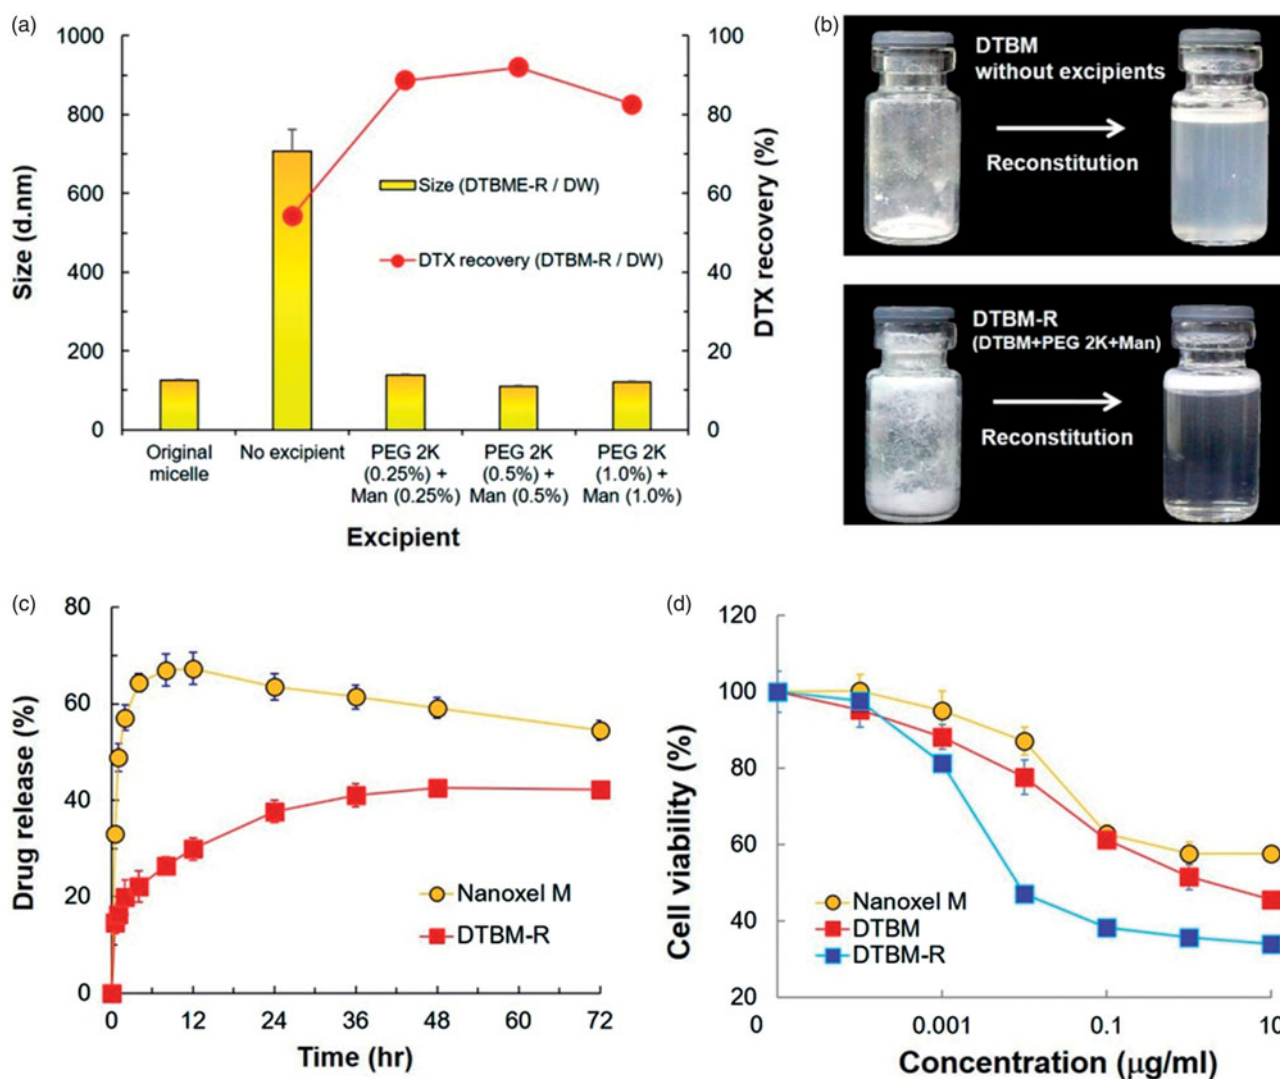 (a)
1000
800
600
400
200
0
Size (d.nm)
100
80
60
40
20
0
DTX recovery (%)
Size (DTBME-R / DW)
DTX recovery (DTBM-R / DW)
Original
micelle
No excipient
PEG 2K
(0.25%) +
Man (0.25%)
PEG 2K
(0.5%) +
Man (0.5%)
PEG 2K
(1.0%) +
Man (1.0%)
Excipient
(b)
DTBM
without excipients
Reconstitution
DTBM-R
(DTBM+PEG 2K+Man)
Reconstitution
(c)
80
60
40
20
0
Drug release (%)
Nanoxel M
DTBM-R
0 12 24 36 48 60 72
Time (hr)
(d)
120
100
80
60
40
20
Cell viability (%)
Nanoxel M
DTBM
DTBM-R
0 0.001 0.1 10
Concentration (μg/ml)